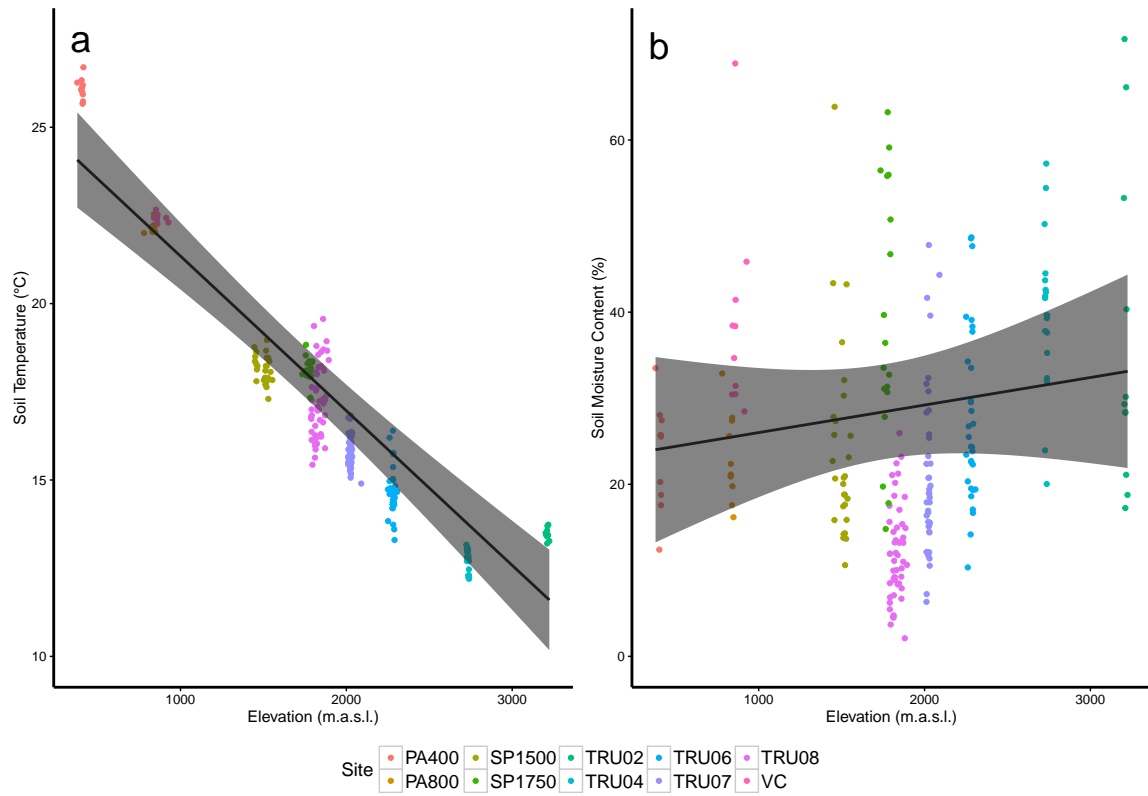 a
25
20
15
10
Soil Temperature (°C)
1000 2000 3000
Elevation (m.a.s.l.)
b
60
40
20
0
Soil Moisture Content (%)
1000 2000 3000
Elevation (m.a.s.l.)
Site
PA400 SP1500 TRU02 TRU06 TRU08
PA800 SP1750 TRU04 TRU07 VC